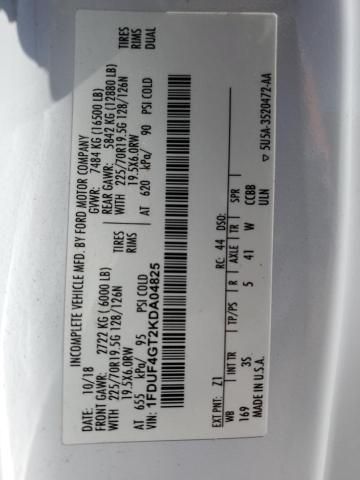 INCOMPLETE VEHICLE MFD. BY FORD MOTOR COMPANY
GVWR: 7484 KG (16500 LB)
DATE: 10/18
FRONT GAWR: 2722 KG (6000 LB)
REAR GAWR: 5842 KG (12880 LB)
WITH 225/70R19.5G 128/126N TIRES
WITH 225/70R19.5G 128/126N TIRES
19.5X6.0RW RIMS
19.5X6.0RW RIMS
AT 655 kPa/ 95 PSI COLD
AT 620 kPa/ 90 PSI COLD DUAL
VIN: 1FDUF4GT2KDA04825
EXT PNT: Z1 RC: 44 DSO:
WB INT TR TP/PS R AXLE TR SPR
169 3S 5 41 W CCBB
MADE IN U.S.A. ULN
▽ 5U5A-3520472-AA